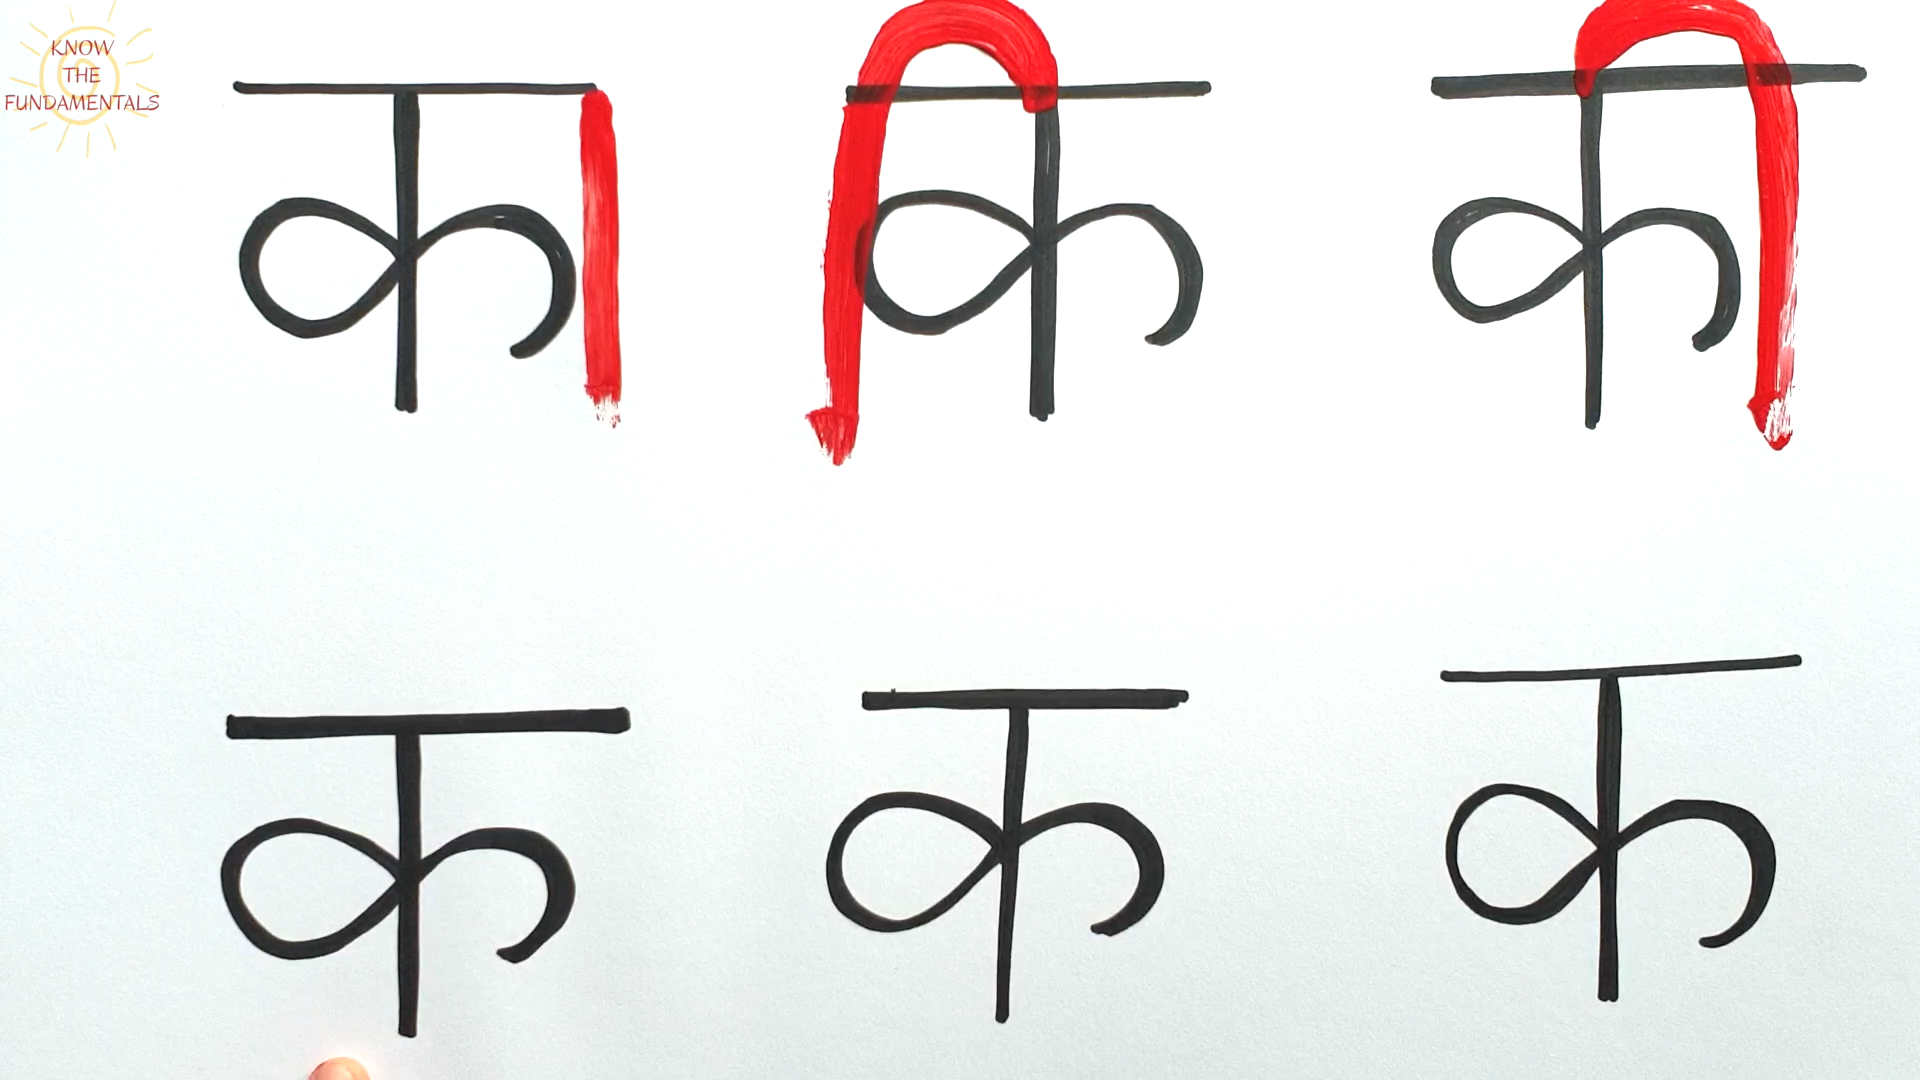 KNOW
THE
FUNDAMENTALS
का कि की
क क क